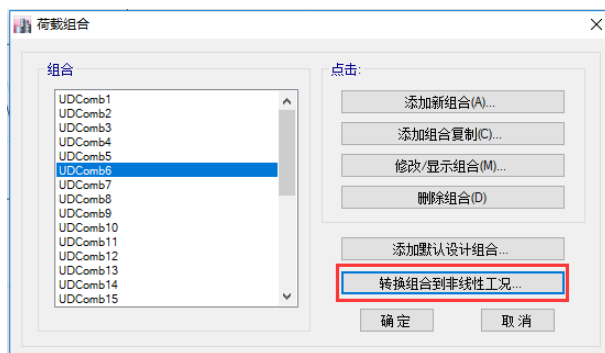 荷载组合
组合
UDComb1
UDComb2
UDComb3
UDComb4
UDComb5
UDComb6
UDComb7
UDComb8
UDComb9
UDComb10
UDComb11
UDComb12
UDComb13
UDComb14
UDComb15
点击:
添加新组合(A)...
添加组合复制(C)...
修改/显示组合(M)...
删除组合(D)
添加默认设计组合...
转换组合到非线性工况...
确定
取消